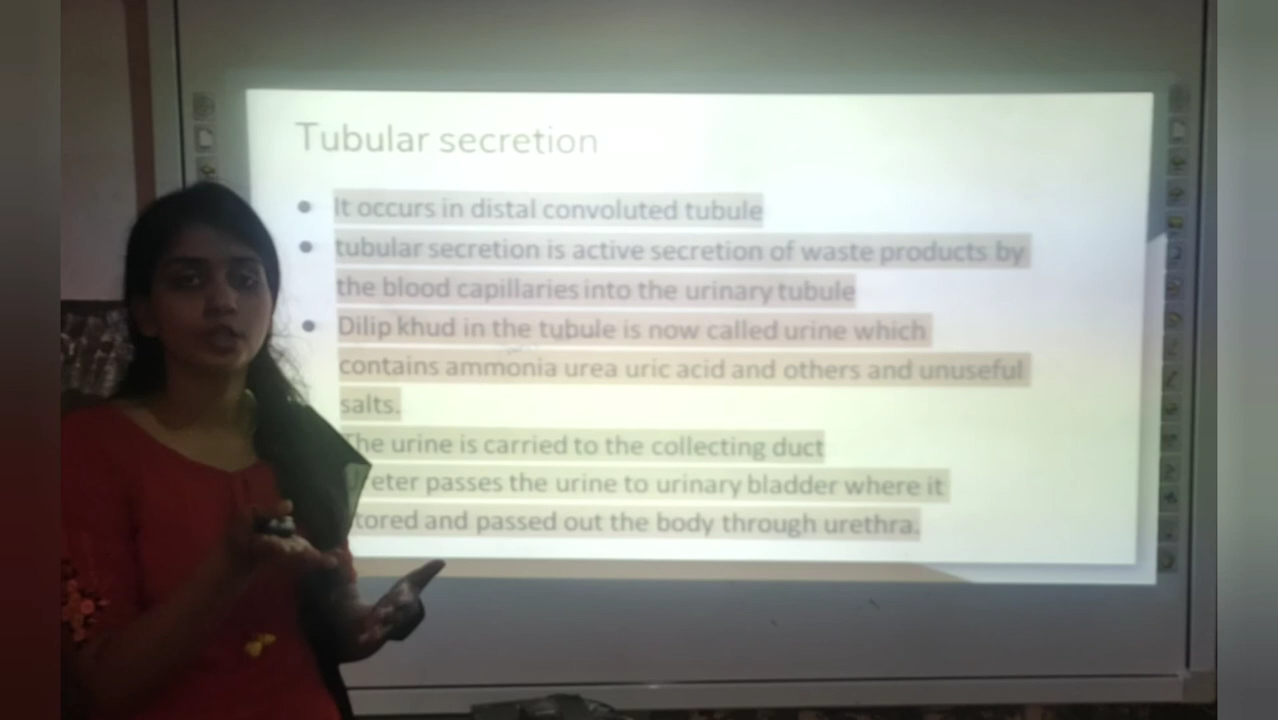 Tubular secretion
It occurs in distal convoluted tubule
tubular secretion is active secretion of waste products by
the blood capillaries into the urinary tubule
Dilip khud in the tubule is now called urine which
contains ammonia urea uric acid and others and unuseful
salts.
The urine is carried to the collecting duct
Ureter passes the urine to urinary bladder where it
stored and passed out the body through urethra.